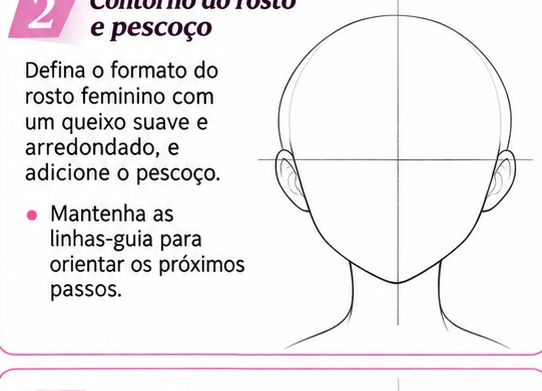 2
Contorno do rosto
e pescoço
Defina o formato do
rosto feminino com
um queixo suave e
arredondado, e
adicione o pescoço.
• Mantenha as
linhas-guia para
orientar os próximos
passos.